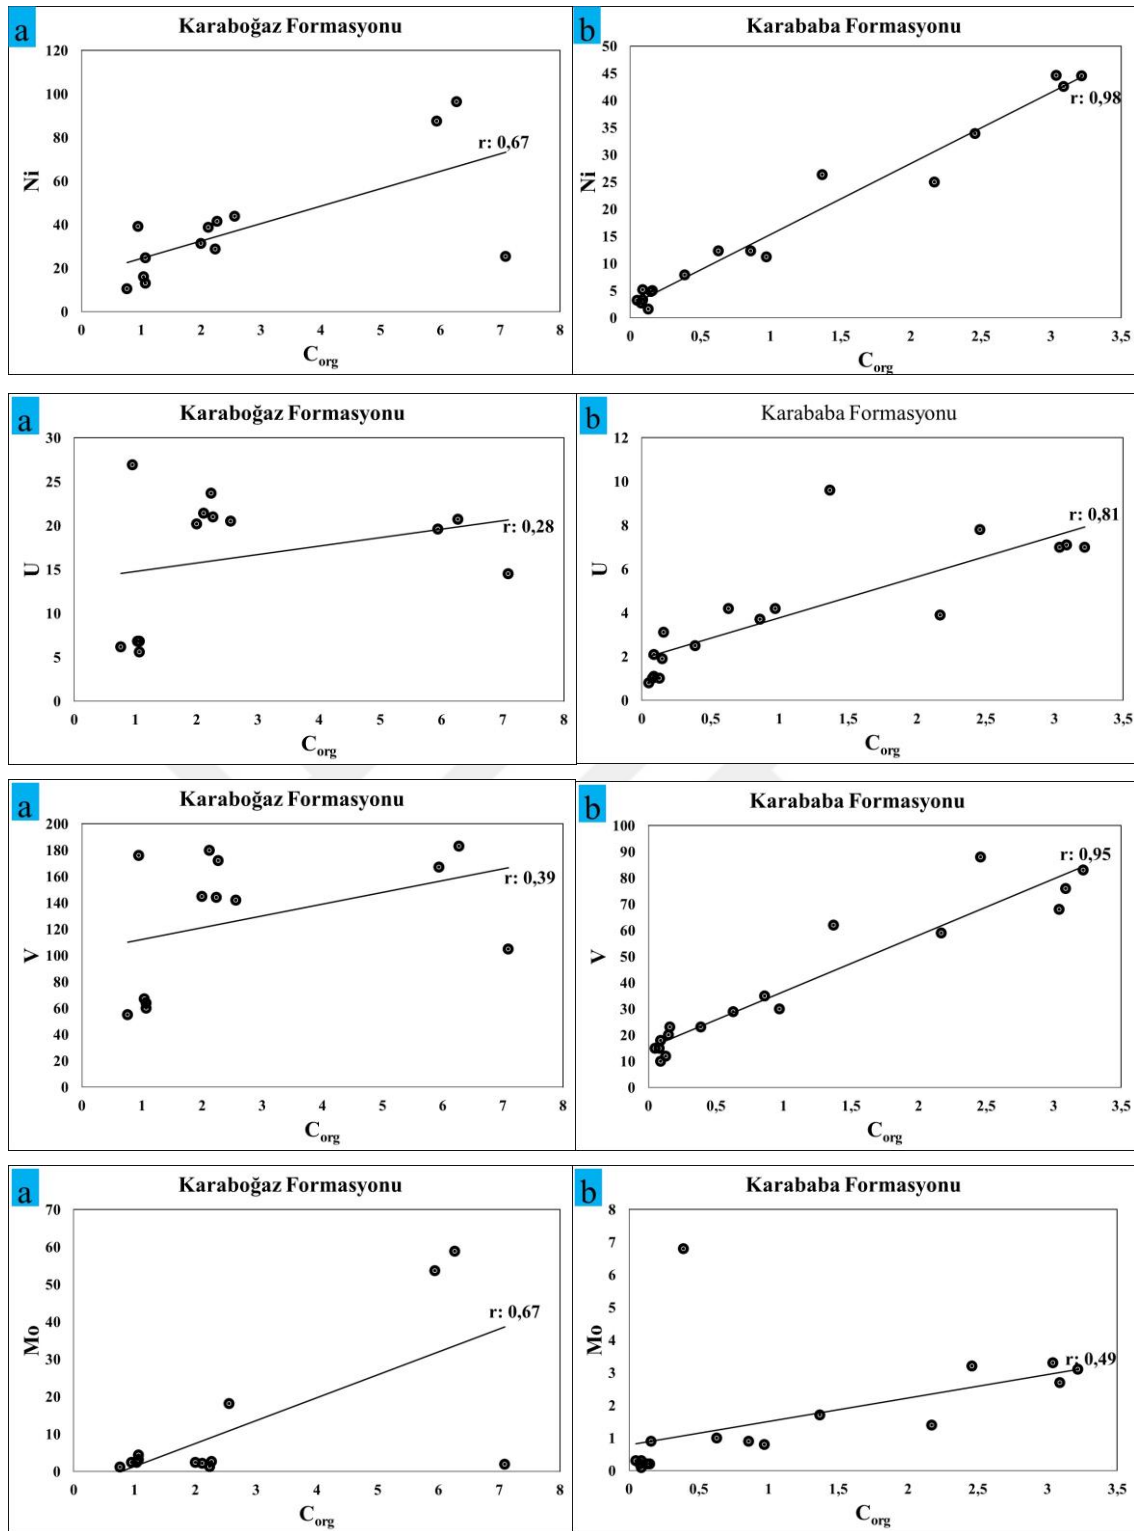 a
Karaboğaz Formasyonu
120
100
80
60
40
20
0
Ni
r: 0,67
0 1 2 3 4 5 6 7 8
Corg
b
Karababa Formasyonu
50
45
40
35
30
25
20
15
10
5
0
Ni
r: 0,98
0 0,5 1 1,5 2 2,5 3 3,5
Corg
a
Karaboğaz Formasyonu
30
25
20
15
10
5
0
U
r: 0,28
0 1 2 3 4 5 6 7 8
Corg
b
Karababa Formasyonu
12
10
8
6
4
2
0
U
r: 0,81
0 0,5 1 1,5 2 2,5 3 3,5
Corg
a
Karaboğaz Formasyonu
200
180
160
140
120
100
80
60
40
20
0
V
r: 0,39
0 1 2 3 4 5 6 7 8
Corg
b
Karababa Formasyonu
100
90
80
70
60
50
40
30
20
10
0
V
r: 0,95
0 0,5 1 1,5 2 2,5 3 3,5
Corg
a
Karaboğaz Formasyonu
70
60
50
40
30
20
10
0
Mo
r: 0,67
0 1 2 3 4 5 6 7 8
Corg
b
Karababa Formasyonu
8
7
6
5
4
3
2
1
0
Mo
r: 0,49
0 0,5 1 1,5 2 2,5 3 3,5
Corg